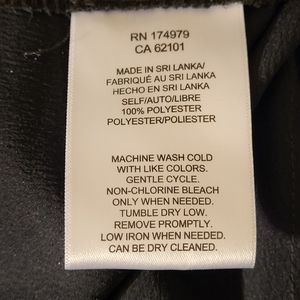 RN 174979
CA 62101
MADE IN SRI LANKA/
FABRIQUÉ AU SRI LANKA/
HECHO EN SRI LANKA
SELF/AUTO/LIBRE
100% POLYESTER
POLYESTER/POLIESTER
MACHINE WASH COLD
WITH LIKE COLORS.
GENTLE CYCLE.
NON-CHLORINE BLEACH
ONLY WHEN NEEDED.
TUMBLE DRY LOW.
REMOVE PROMPTLY.
LOW IRON WHEN NEEDED.
CAN BE DRY CLEANED.